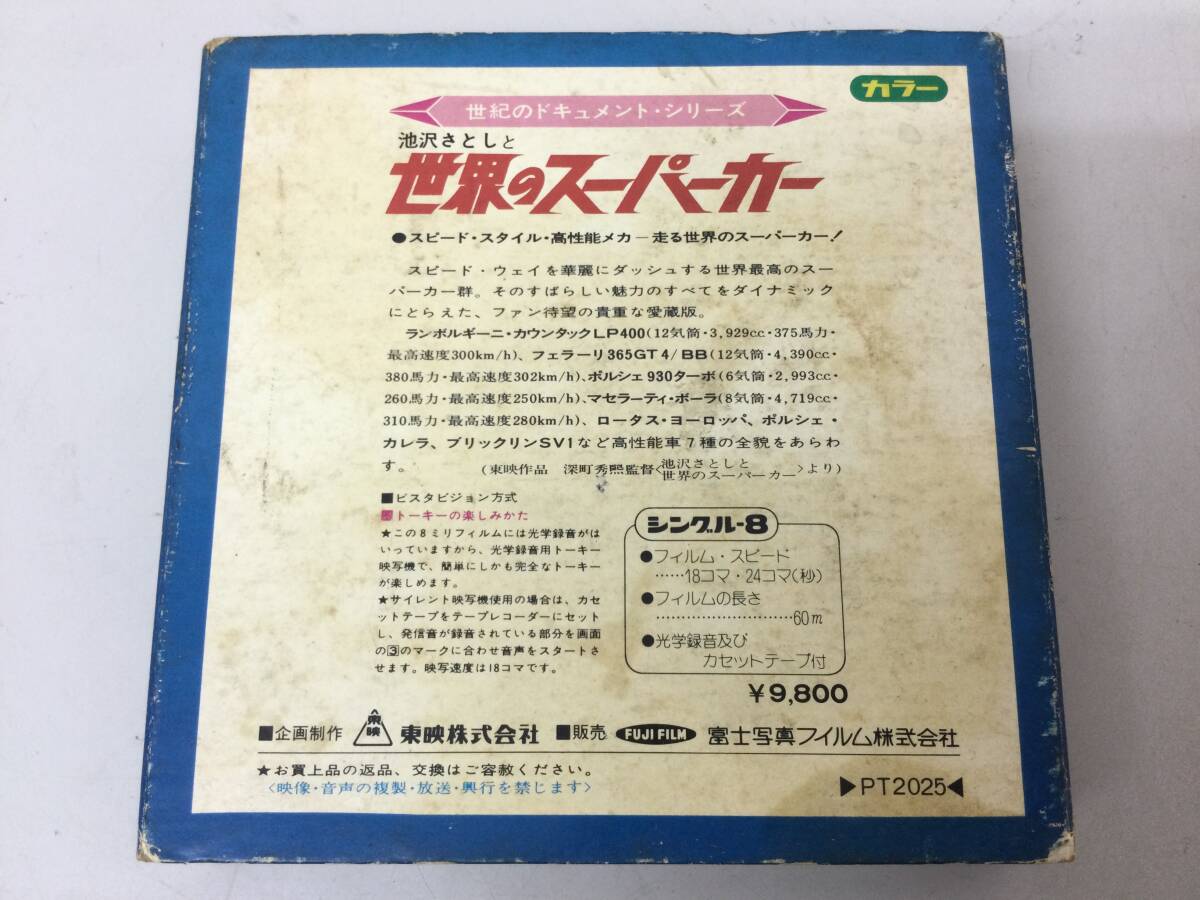 カラー
世紀のドキュメント・シリーズ
池沢さとしと
世界のスーパーカー
●スピード・スタイル・高性能メカ―走る世界のスーパーカー!
スピード・ウェイを華麗にダッシュする世界最高のスー
パーカー群。そのすばらしい魅力のすべてをダイナミック
にとらえた、ファン待望の貴重な愛蔵版。
ランボルギーニ・カウンタックLP400(12気筒・3,929cc・375馬力・
最高速度300km/h)、フェラーリ365GT4/BB(12気筒・4,390cc・
380馬力・最高速度302km/h)、ポルシェ930ターボ(6気筒・2,993cc・
260馬力・最高速度250km/h)、マセラーティ・ボーラ(8気筒・4,719cc・
310馬力・最高速度280km/h)、ロータス・ヨーロッパ、ポルシェ・
カレラ、ブリックリンSV1など高性能車7種の全貌をあらわ
す。
(東映作品 深町秀熙監督<池沢さとしと世界のスーパーカー>より)
■ビスタビジョン方式
トーキーの楽しみかた
★この8ミリフィルムには光学録音がは
いっていますから、光学録音用トーキー
映写機で、簡単にしかも完全なトーキー
が楽しめます。
★サイレント映写機使用の場合は、カセ
ットテープをテープレコーダーにセット
し、発信音が録音されている部分を画面
の3のマークに合わせ音声をスタートさ
せます。映写速度は18コマです。
シングル-8
●フィルム・スピード
……18コマ・24コマ(秒)
●フィルムの長さ
………………………60m
●光学録音及び
カセットテープ付
¥9,800
■企画制作 東映 東映株式会社 ■販売 FUJI FILM 富士写真フイルム株式会社
★お買上品の返品、交換はご容赦ください。
<映像・音声の複製・放送・興行を禁じます>
▶PT2025◀